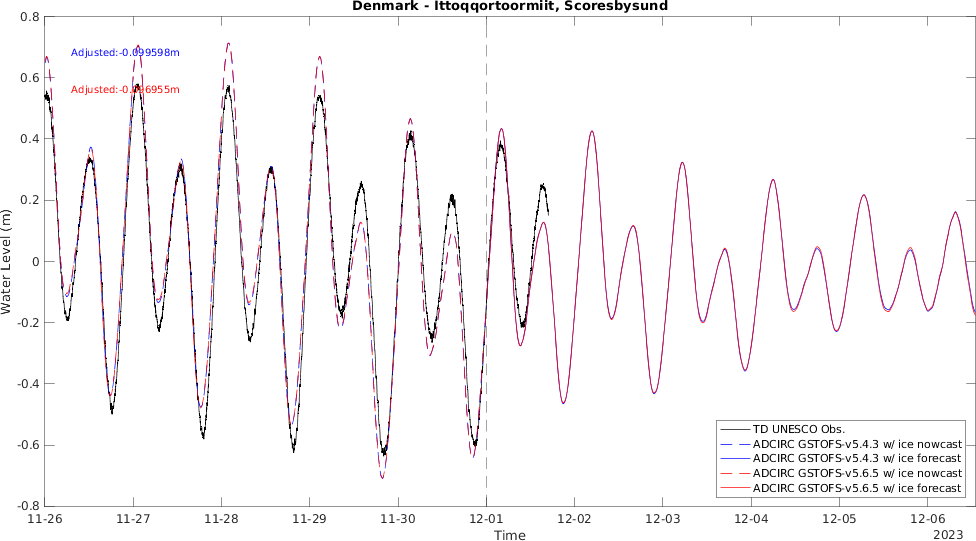 Denmark - Ittoqqortoormiit, Scoresbysund
0.8
0.6
0.4
0.2
0
-0.2
-0.4
-0.6
-0.8
Water Level (m)
Adjusted:-0.099598m
Adjusted:-0.096955m
TD UNESCO Obs.
ADCIRC GSTOFS-v5.4.3 w/ ice nowcast
ADCIRC GSTOFS-v5.4.3 w/ ice forecast
ADCIRC GSTOFS-v5.6.5 w/ ice nowcast
ADCIRC GSTOFS-v5.6.5 w/ ice forecast
11-26 11-27 11-28 11-29 11-30 12-01 12-02 12-03 12-04 12-05 12-06
Time
2023